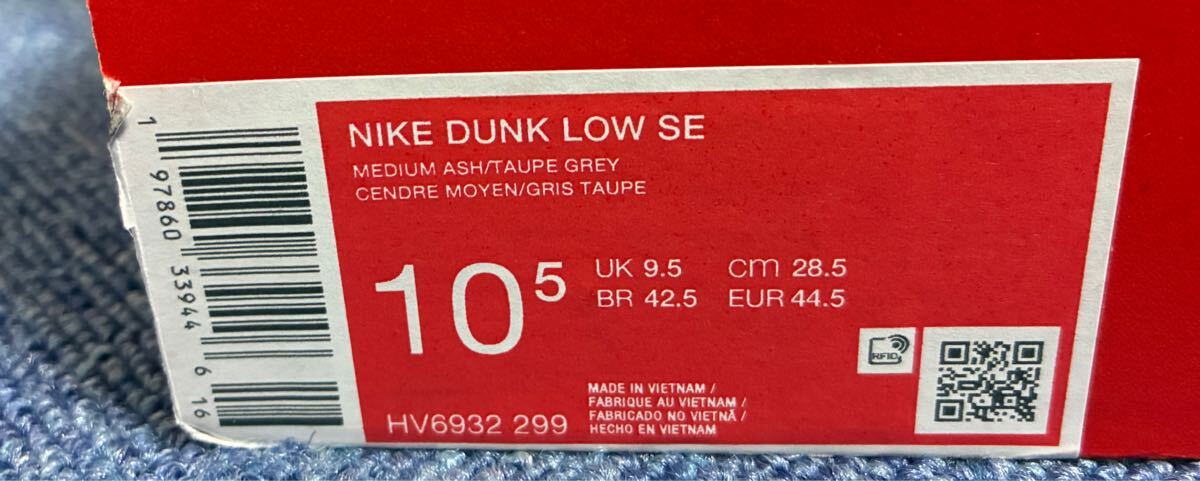 NIKE DUNK LOW SE
MEDIUM ASH/TAUPE GREY
CENDRE MOYEN/GRIS TAUPE
10⁵
UK 9.5 cm 28.5
BR 42.5 EUR 44.5
RFID
MADE IN VIETNAM /
FABRIQUE AU VIETNAM /
FABRICADO NO VIETNÃ /
HECHO EN VIETNAM
HV6932 299
1 97860 33944 6 16